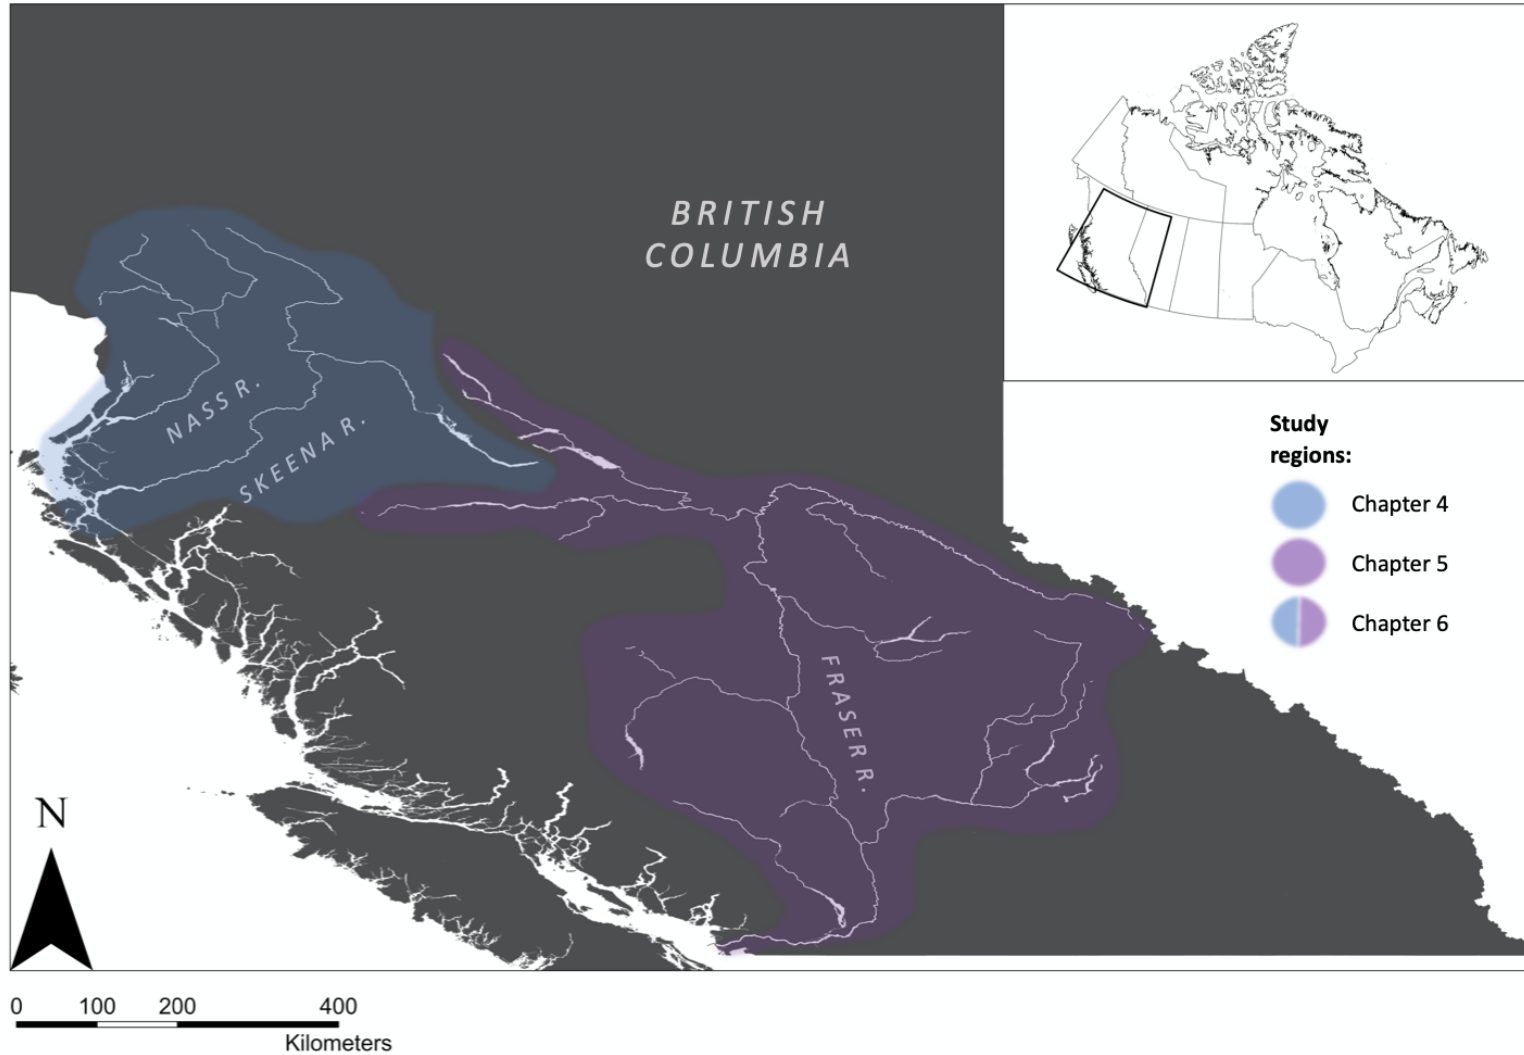 BRITISH
COLUMBIA
NASS R.
SKEENA R.
FRASER R.
Study
regions:
Chapter 4
Chapter 5
Chapter 6
N
0 100 200 400
Kilometers